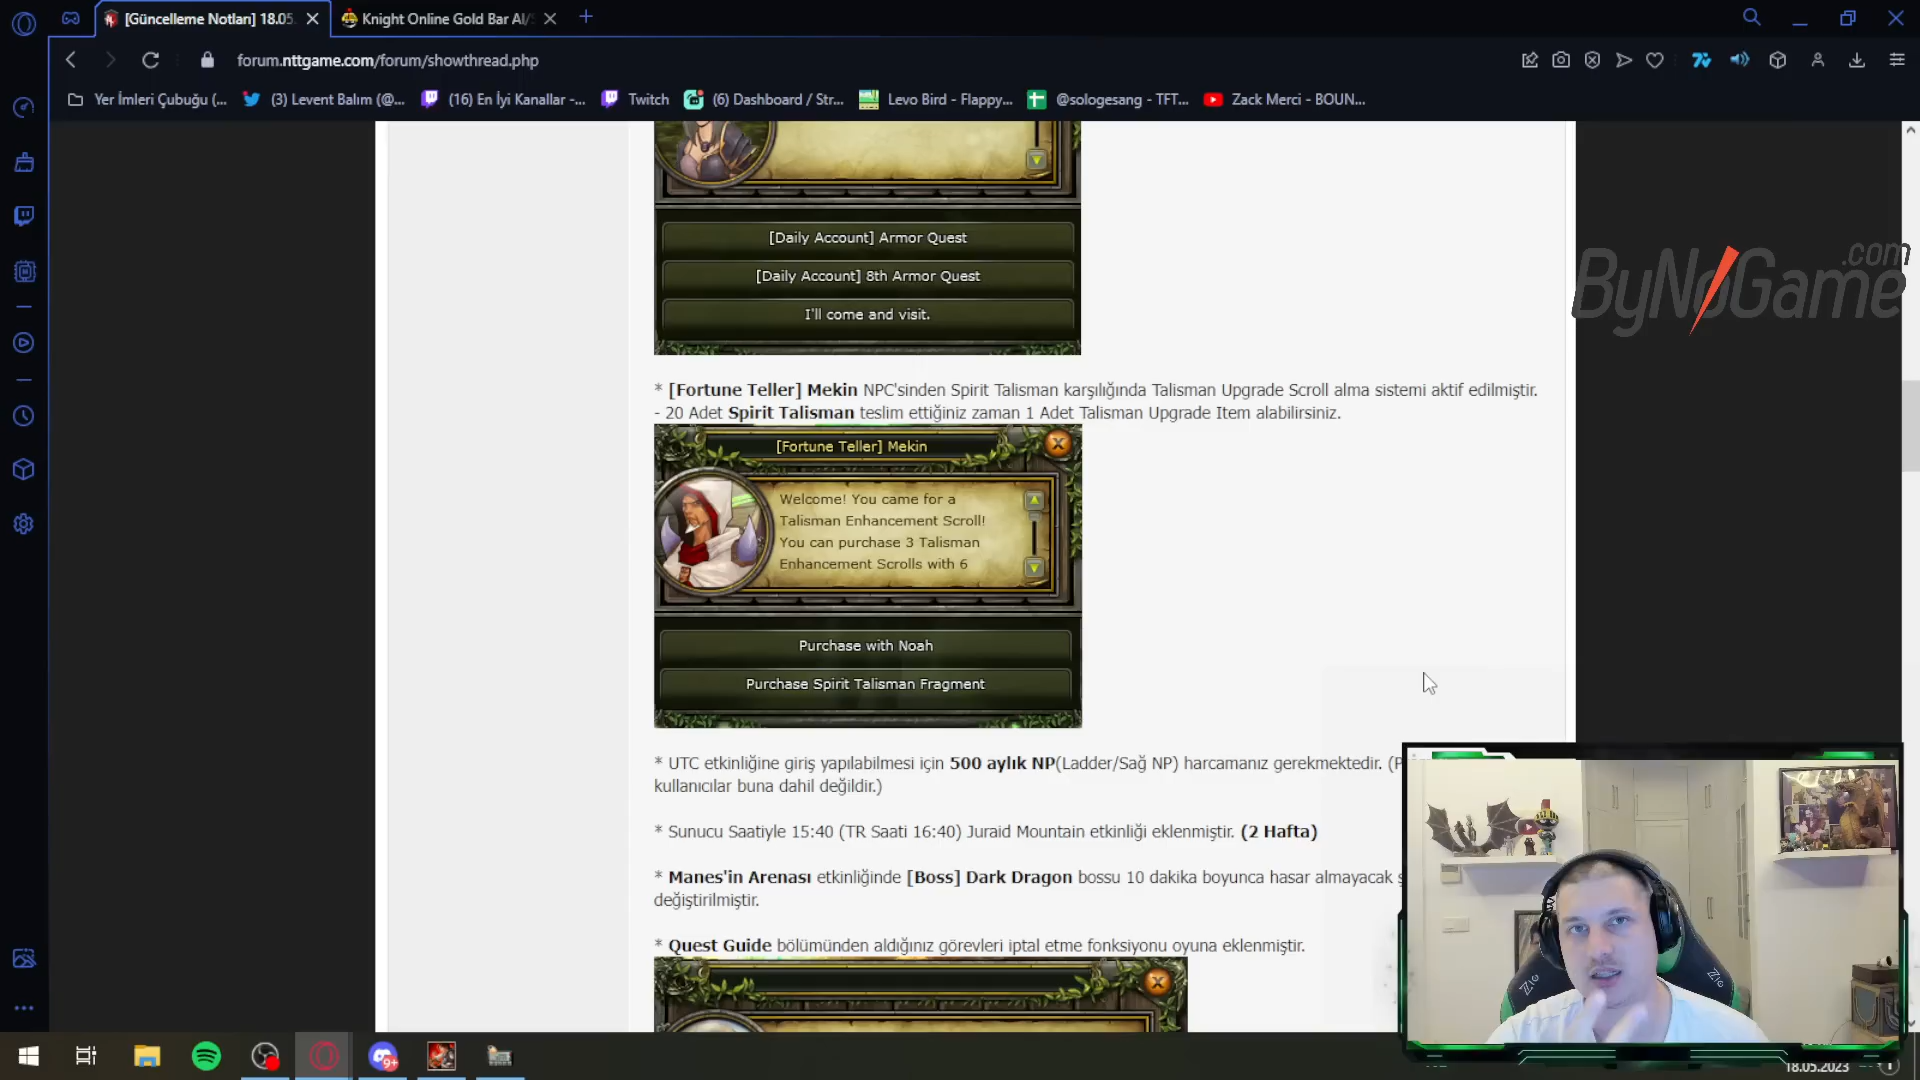 [Güncelleme Notları] 18.05.
Knight Online Gold Bar Al/
forum.nttgame.com/forum/showthread.php
Yer İmleri Çubuğu (...
(3) Levent Balım (@...
(16) En İyi Kanallar -...
Twitch
(6) Dashboard / Str...
Levo Bird - Flappy...
@sologesang - TFT...
Zack Merci - BOUN...
ByNoGame.com
[Daily Account] Armor Quest
[Daily Account] 8th Armor Quest
I'll come and visit.
* [Fortune Teller] Mekin NPC'sinden Spirit Talisman karşılığında Talisman Upgrade Scroll alma sistemi aktif edilmiştir.
- 20 Adet Spirit Talisman teslim ettiğiniz zaman 1 Adet Talisman Upgrade Item alabilirsiniz.
[Fortune Teller] Mekin
Welcome! You came for a
Talisman Enhancement Scroll!
You can purchase 3 Talisman
Enhancement Scrolls with 6
Purchase with Noah
Purchase Spirit Talisman Fragment
* UTC etkinliğine giriş yapılabilmesi için 500 aylık NP(Ladder/Sağ NP) harcamanız gerekmektedir. (P
kullanıcılar buna dahil değildir.)
* Sunucu Saatiyle 15:40 (TR Saati 16:40) Juraid Mountain etkinliği eklenmiştir. (2 Hafta)
* Manes'in Arenası etkinliğinde [Boss] Dark Dragon bossu 10 dakika boyunca hasar almayacak ş
değiştirilmiştir.
* Quest Guide bölümünden aldığınız görevleri iptal etme fonksiyonu oyuna eklenmiştir.
9+
18.05.2023